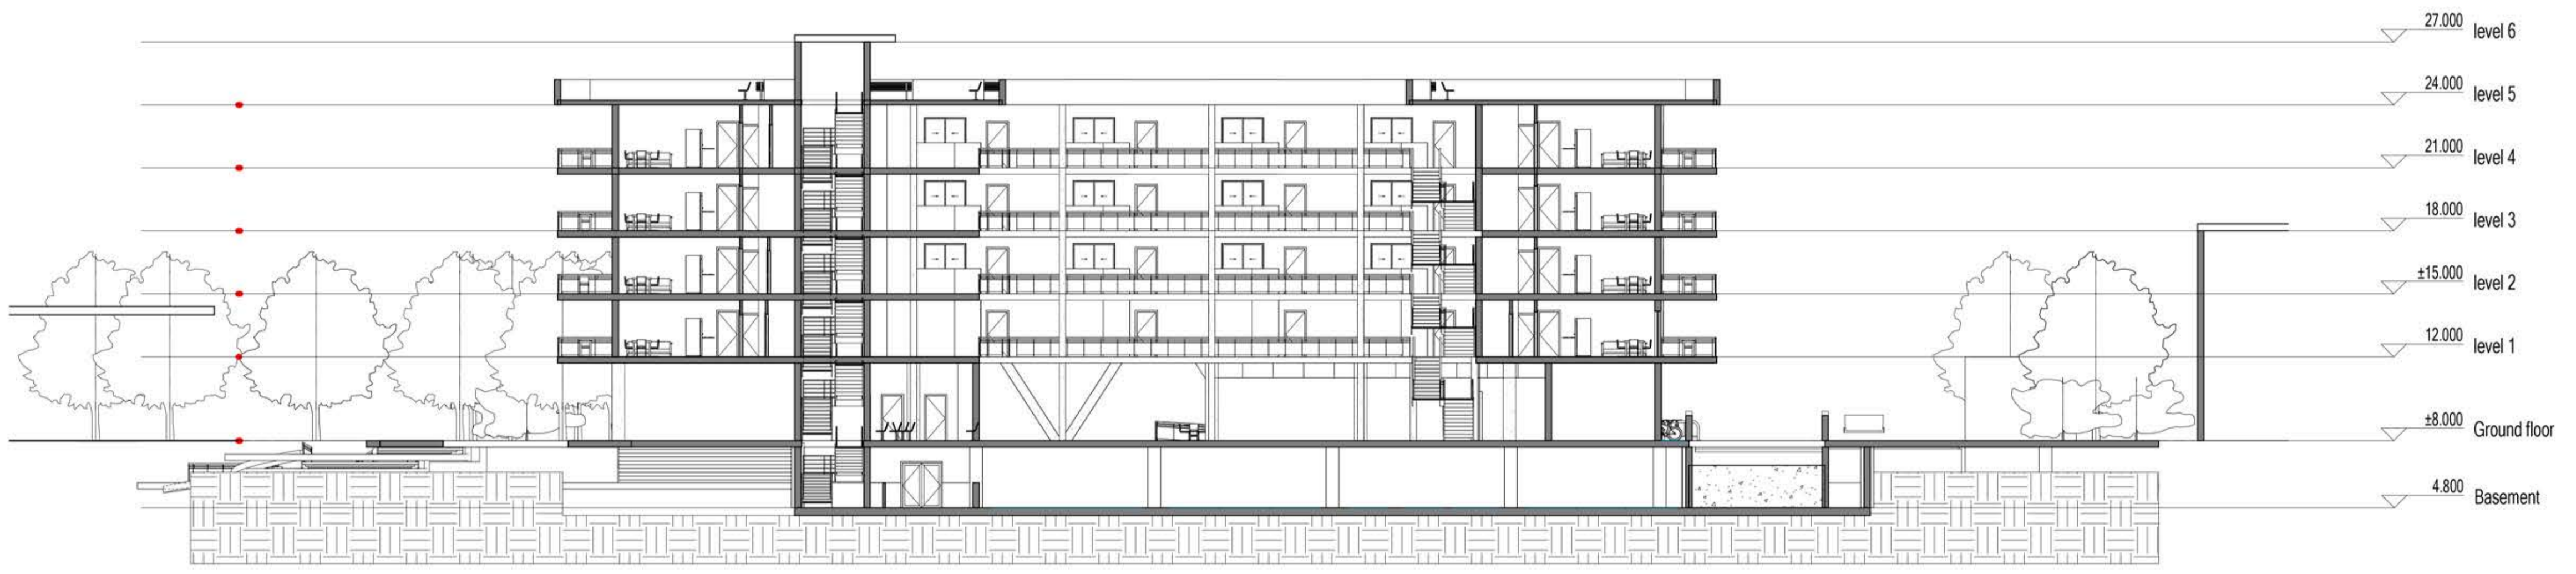 27.000 level 6
24.000 level 5
21.000 level 4
18.000 level 3
±15.000 level 2
12.000 level 1
±8.000 Ground floor
4.800 Basement